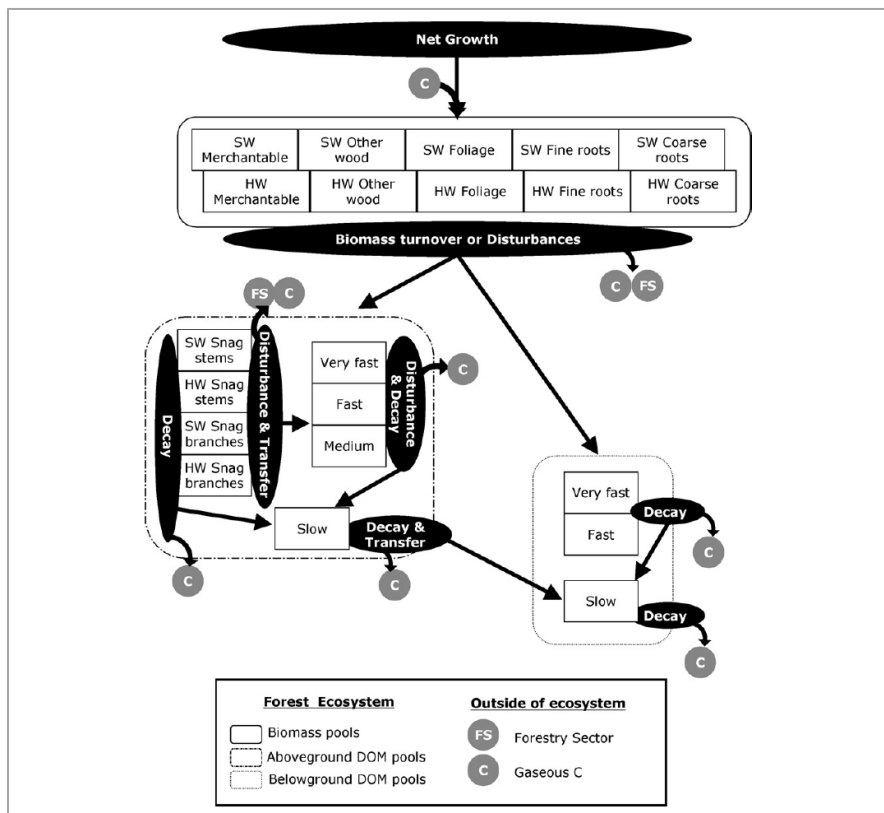 Net Growth
C
SW
Merchantable
SW Other
wood
SW Foliage
SW Fine roots
SW Coarse
roots
HW
Merchantable
HW Other
wood
HW Foliage
HW Fine roots
HW Coarse
roots
Biomass turnover or Disturbances
C FS
FS C
Decay
SW Snag
stems
HW Snag
stems
SW Snag
branches
HW Snag
branches
Disturbance & Transfer
Very fast
Fast
Medium
Disturbance
& Decay
C
Slow
Decay &
Transfer
C
C
Very fast
Fast
Decay
C
Slow
Decay
C
Forest Ecosystem
Biomass pools
Aboveground DOM pools
Belowground DOM pools
Outside of ecosystem
FS Forestry Sector
C Gaseous C